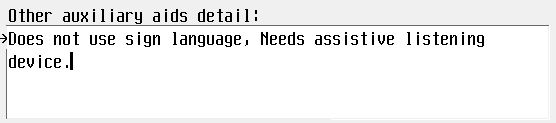 Other auxiliary aids detail:
Does not use sign language, Needs assistive listening
device.